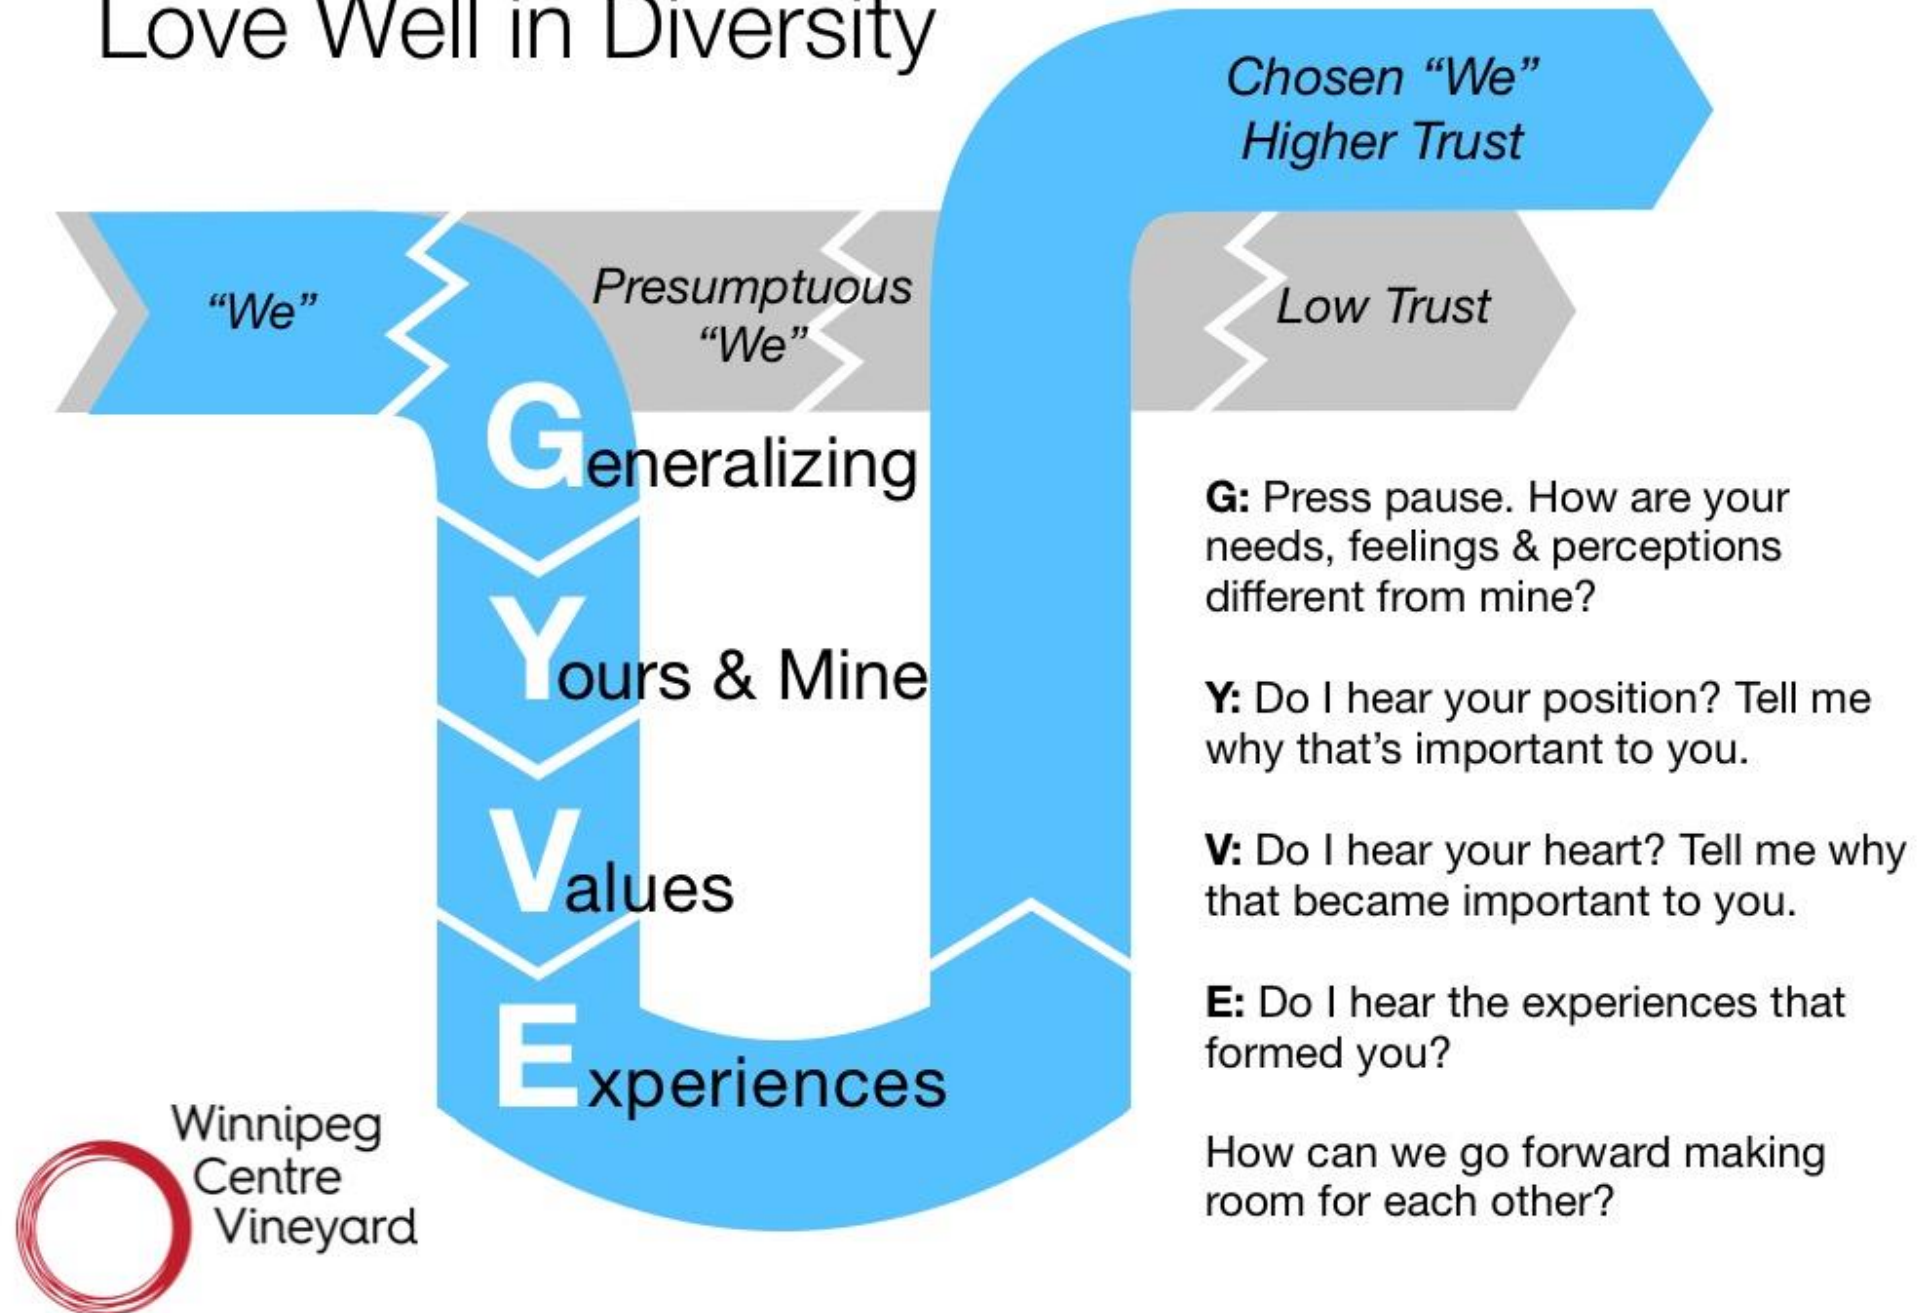 Love Well in Diversity
Chosen “We”
Higher Trust
“We”
Presumptuous
“We”
Low Trust
Generalizing
Yours & Mine
Values
Experiences
G: Press pause. How are your
needs, feelings & perceptions
different from mine?
Y: Do I hear your position? Tell me
why that’s important to you.
V: Do I hear your heart? Tell me why
that became important to you.
E: Do I hear the experiences that
formed you?
How can we go forward making
room for each other?
Winnipeg
Centre
Vineyard